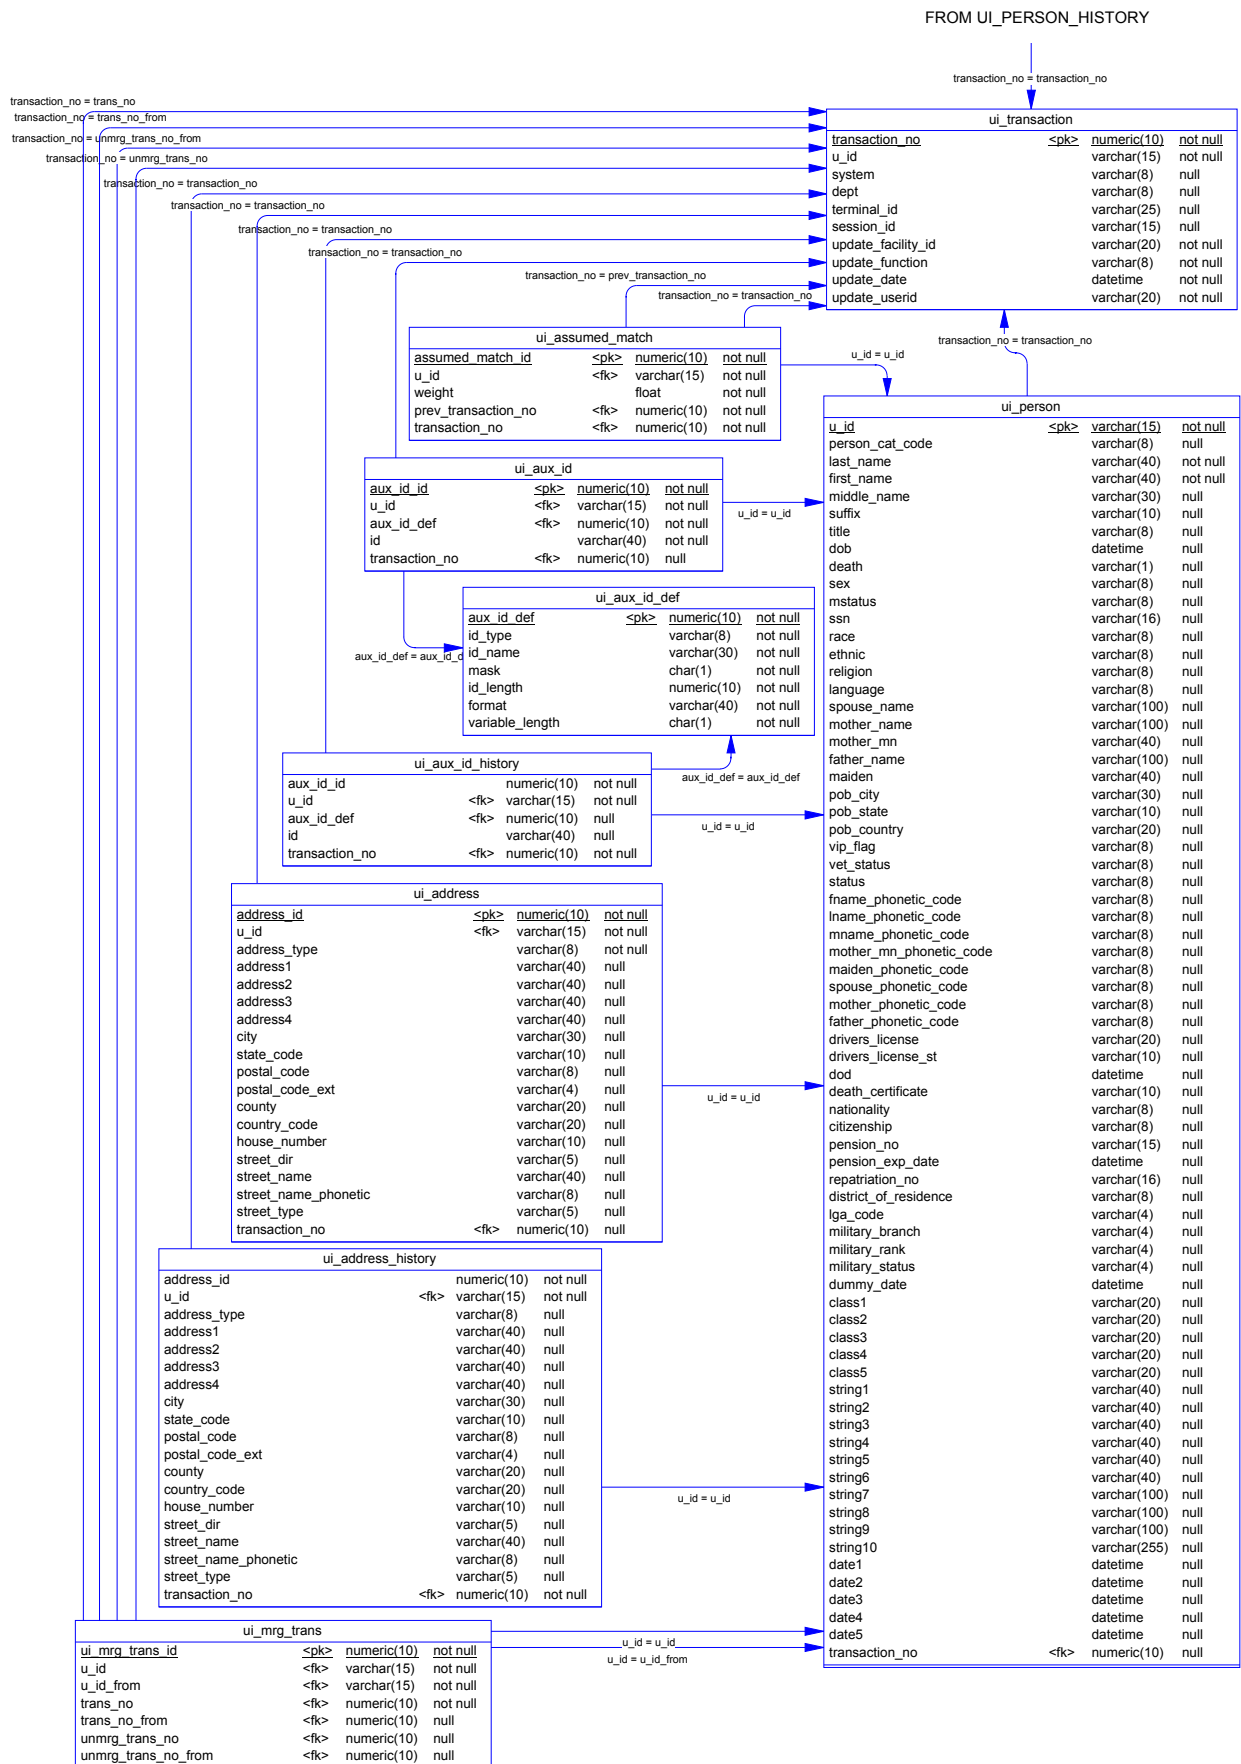 FROM UI_PERSON_HISTORY
transaction_no = transaction_no
transaction_no = trans_no
transaction_no = trans_no_from
transaction_no = unmrg_trans_no_from
transaction_no = unmrg_trans_no
transaction_no = transaction_no
transaction_no = transaction_no
transaction_no = transaction_no
transaction_no = transaction_no
transaction_no = prev_transaction_no
transaction_no = transaction_no
ui_transaction
transaction_no <pk> numeric(10) not null
u_id varchar(15) not null
system varchar(8) null
dept varchar(8) null
terminal_id varchar(25) null
session_id varchar(15) null
update_facility_id varchar(20) not null
update_function varchar(8) not null
update_date datetime not null
update_userid varchar(20) not null
transaction_no = transaction_no
ui_assumed_match
assumed_match_id <pk> numeric(10) not null
u_id <fk> varchar(15) not null
weight float not null
prev_transaction_no <fk> numeric(10) not null
transaction_no <fk> numeric(10) not null
u_id = u_id
ui_aux_id
aux_id_id <pk> numeric(10) not null
u_id <fk> varchar(15) not null
aux_id_def <fk> numeric(10) not null
id varchar(40) not null
transaction_no <fk> numeric(10) null
u_id = u_id
ui_aux_id_def
aux_id_def <pk> numeric(10) not null
id_type varchar(8) not null
id_name varchar(30) not null
mask char(1) not null
id_length numeric(10) not null
format varchar(40) not null
variable_length char(1) not null
aux_id_def = aux_id_d
ui_aux_id_history
aux_id_id numeric(10) not null
u_id <fk> varchar(15) not null
aux_id_def <fk> numeric(10) null
id varchar(40) null
transaction_no <fk> numeric(10) not null
aux_id_def = aux_id_def
u_id = u_id
ui_address
address_id <pk> numeric(10) not null
u_id <fk> varchar(15) not null
address_type varchar(8) not null
address1 varchar(40) null
address2 varchar(40) null
address3 varchar(40) null
address4 varchar(40) null
city varchar(30) null
state_code varchar(10) null
postal_code varchar(8) null
postal_code_ext varchar(4) null
county varchar(20) null
country_code varchar(20) null
house_number varchar(10) null
street_dir varchar(5) null
street_name varchar(40) null
street_name_phonetic varchar(8) null
street_type varchar(5) null
transaction_no <fk> numeric(10) null
u_id = u_id
ui_address_history
address_id numeric(10) not null
u_id <fk> varchar(15) not null
address_type varchar(8) null
address1 varchar(40) null
address2 varchar(40) null
address3 varchar(40) null
address4 varchar(40) null
city varchar(30) null
state_code varchar(10) null
postal_code varchar(8) null
postal_code_ext varchar(4) null
county varchar(20) null
country_code varchar(20) null
house_number varchar(10) null
street_dir varchar(5) null
street_name varchar(40) null
street_name_phonetic varchar(8) null
street_type varchar(5) null
transaction_no <fk> numeric(10) not null
u_id = u_id
ui_mrg_trans
ui_mrg_trans_id <pk> numeric(10) not null
u_id <fk> varchar(15) not null
u_id_from <fk> varchar(15) not null
trans_no <fk> numeric(10) not null
trans_no_from <fk> numeric(10) null
unmrg_trans_no <fk> numeric(10) null
unmrg_trans_no_from <fk> numeric(10) null
u_id = u_id
u_id = u_id_from
ui_person
u_id <pk> varchar(15) not null
person_cat_code varchar(8) null
last_name varchar(40) not null
first_name varchar(40) not null
middle_name varchar(30) null
suffix varchar(10) null
title varchar(8) null
dob datetime null
death varchar(1) null
sex varchar(8) null
mstatus varchar(8) null
ssn varchar(16) null
race varchar(8) null
ethnic varchar(8) null
religion varchar(8) null
language varchar(8) null
spouse_name varchar(100) null
mother_name varchar(100) null
mother_mn varchar(40) null
father_name varchar(100) null
maiden varchar(40) null
pob_city varchar(30) null
pob_state varchar(10) null
pob_country varchar(20) null
vip_flag varchar(8) null
vet_status varchar(8) null
status varchar(8) null
fname_phonetic_code varchar(8) null
lname_phonetic_code varchar(8) null
mname_phonetic_code varchar(8) null
mother_mn_phonetic_code varchar(8) null
maiden_phonetic_code varchar(8) null
spouse_phonetic_code varchar(8) null
mother_phonetic_code varchar(8) null
father_phonetic_code varchar(8) null
drivers_license varchar(20) null
drivers_license_st varchar(10) null
dod datetime null
death_certificate varchar(10) null
nationality varchar(8) null
citizenship varchar(8) null
pension_no varchar(15) null
pension_exp_date datetime null
repatriation_no varchar(16) null
district_of_residence varchar(8) null
lga_code varchar(4) null
military_branch varchar(4) null
military_rank varchar(4) null
military_status varchar(4) null
dummy_date datetime null
class1 varchar(20) null
class2 varchar(20) null
class3 varchar(20) null
class4 varchar(20) null
class5 varchar(20) null
string1 varchar(40) null
string2 varchar(40) null
string3 varchar(40) null
string4 varchar(40) null
string5 varchar(40) null
string6 varchar(40) null
string7 varchar(100) null
string8 varchar(100) null
string9 varchar(100) null
string10 varchar(255) null
date1 datetime null
date2 datetime null
date3 datetime null
date4 datetime null
date5 datetime null
transaction_no <fk> numeric(10) null